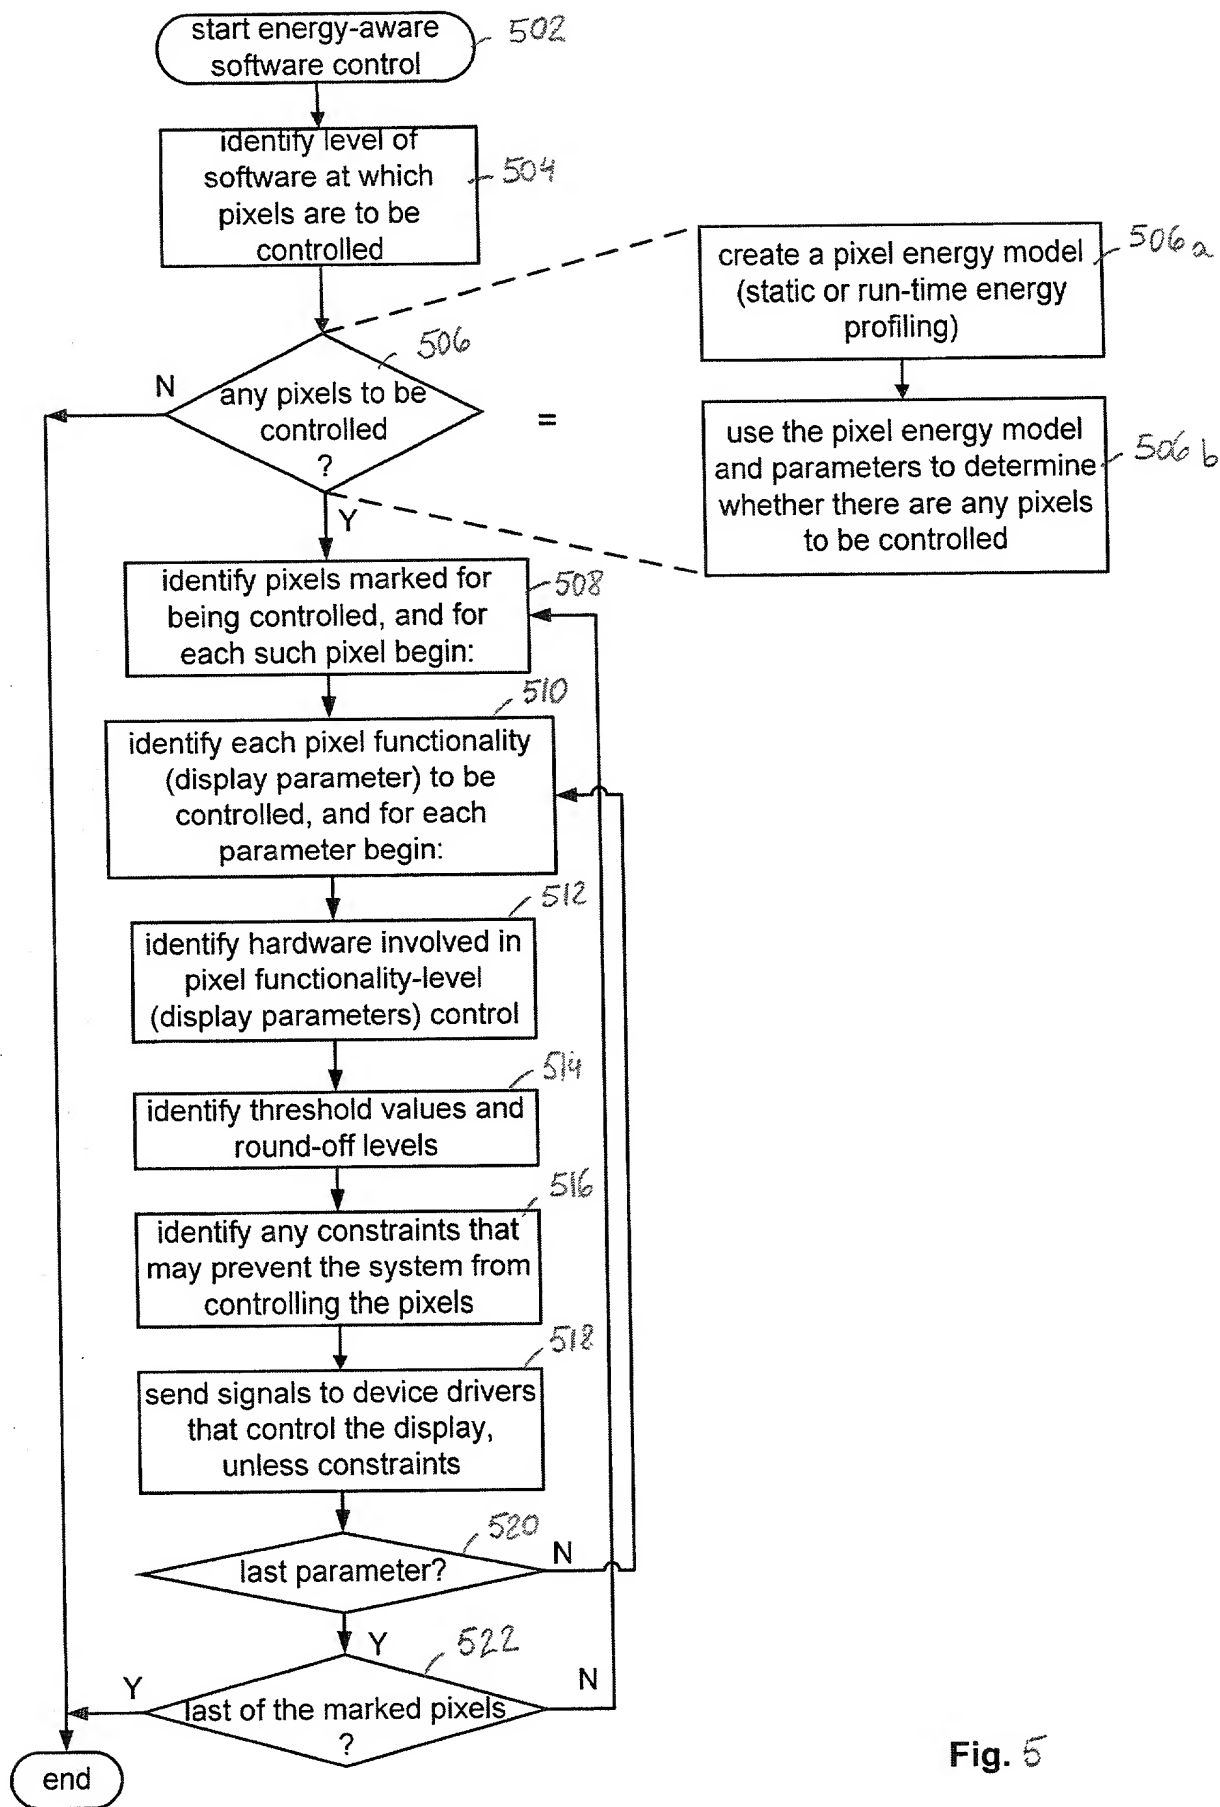 start energy-aware
software control
502
identify level of
software at which
pixels are to be
controlled
504
506
any pixels to be
controlled
?
N
Y
=
create a pixel energy model
(static or run-time energy
profiling)
506a
use the pixel energy model
and parameters to determine
whether there are any pixels
to be controlled
506b
identify pixels marked for
being controlled, and for
each such pixel begin:
508
510
identify each pixel functionality
(display parameter) to be
controlled, and for each
parameter begin:
512
identify hardware involved in
pixel functionality-level
(display parameters) control
514
identify threshold values and
round-off levels
516
identify any constraints that
may prevent the system from
controlling the pixels
518
send signals to device drivers
that control the display,
unless constraints
520
last parameter?
N
Y
522
last of the marked pixels
?
Y
N
end
Fig. 5